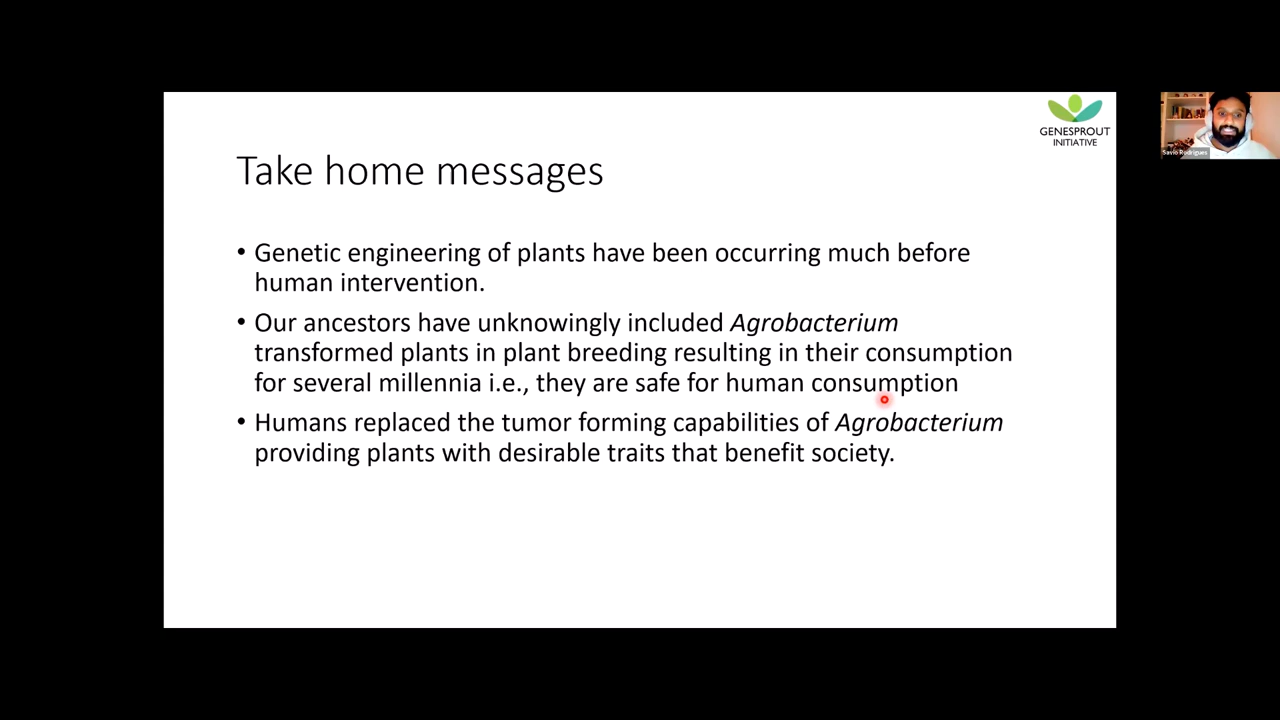 GENESPROUT
INITIATIVE
Savio Rodrigues
Take home messages
• Genetic engineering of plants have been occurring much before
human intervention.
• Our ancestors have unknowingly included Agrobacterium
transformed plants in plant breeding resulting in their consumption
for several millennia i.e., they are safe for human consumption
• Humans replaced the tumor forming capabilities of Agrobacterium
providing plants with desirable traits that benefit society.